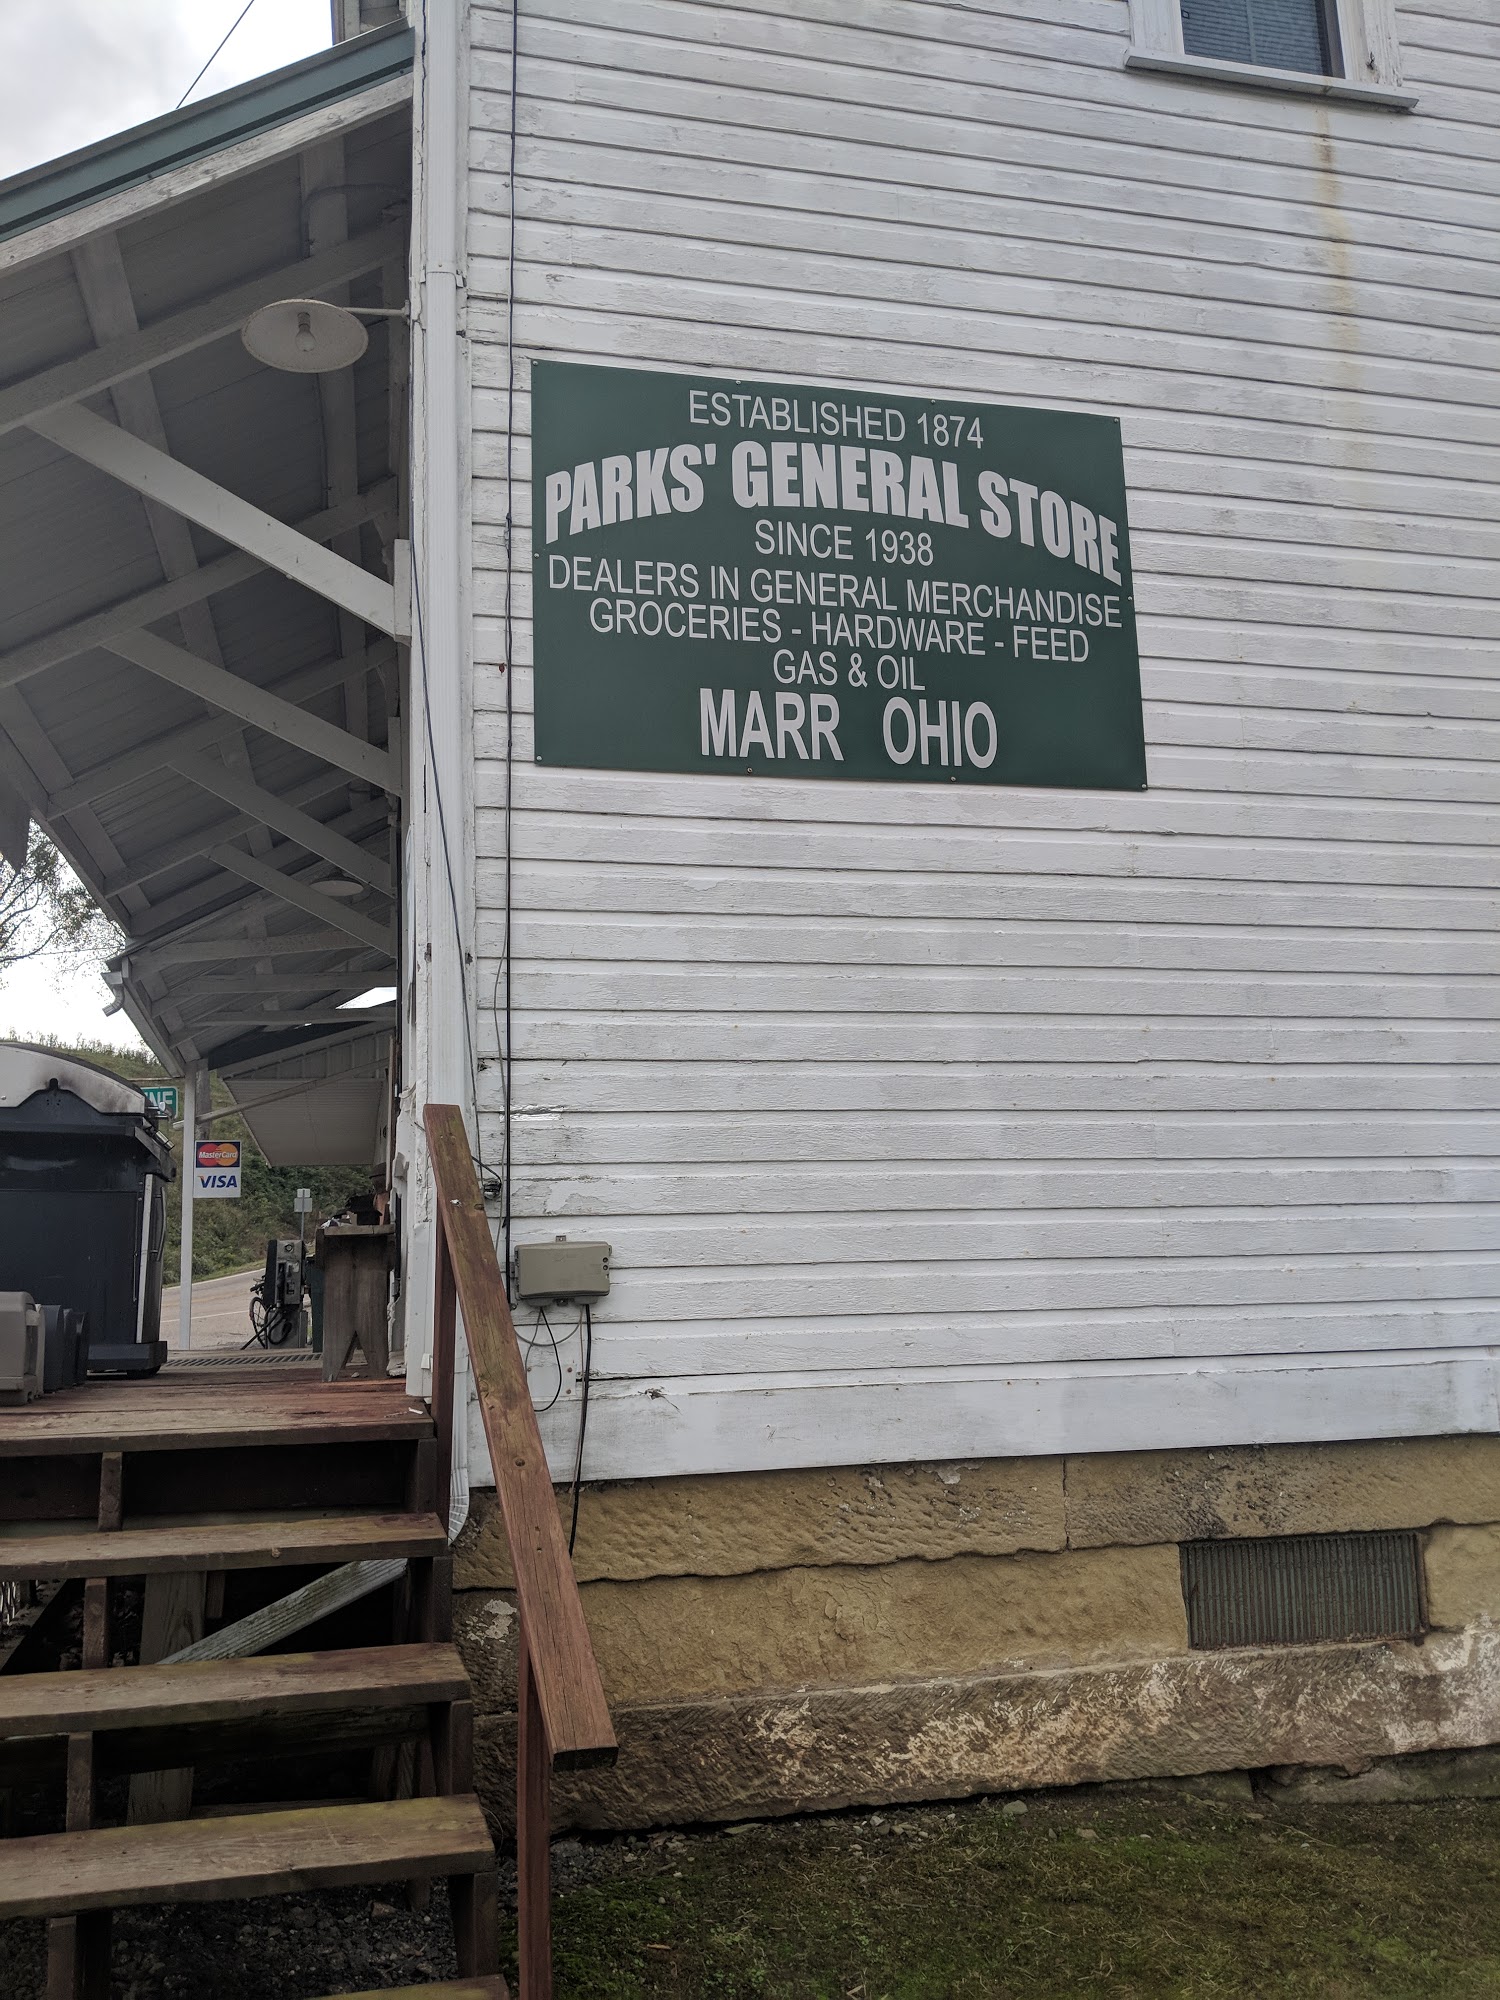 ESTABLISHED 1874
PARKS' GENERAL STORE
SINCE 1938
DEALERS IN GENERAL MERCHANDISE
GROCERIES - HARDWARE - FEED
GAS & OIL
MARR OHIO
MasterCard
VISA